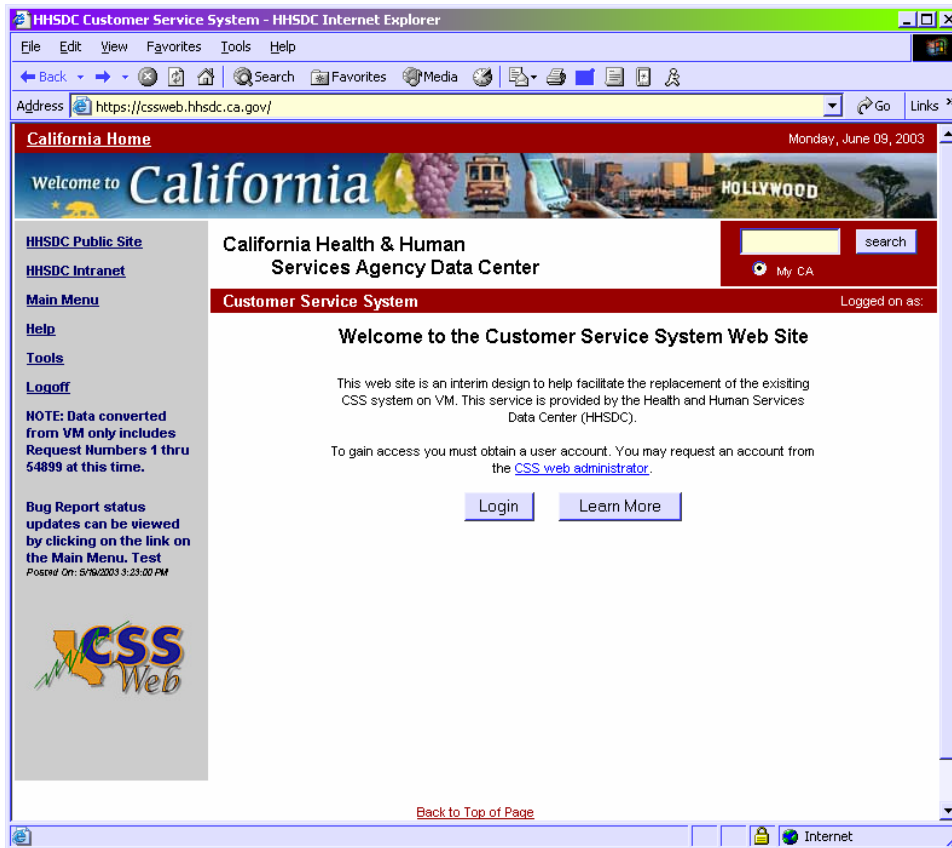 HHSDC Customer Service System - HHSDC Internet Explorer
File Edit View Favorites Tools Help
Back Search Favorites Media
Address https://cssweb.hhsdc.ca.gov/ Go Links »
California Home Monday, June 09, 2003
Welcome to California HOLLYWOOD
HHSDC Public Site
HHSDC Intranet
Main Menu
Help
Tools
Logoff
NOTE: Data converted
from VM only includes
Request Numbers 1 thru
54899 at this time.
Bug Report status
updates can be viewed
by clicking on the link on
the Main Menu. Test
Posted On: 5/19/2003 3:23:00 PM
CSS
Web
California Health & Human
Services Agency Data Center
search
My CA
Customer Service System Logged on as:
Welcome to the Customer Service System Web Site
This web site is an interim design to help facilitate the replacement of the exisiting
CSS system on VM. This service is provided by the Health and Human Services
Data Center (HHSDC).
To gain access you must obtain a user account. You may request an account from
the CSS web administrator.
Login Learn More
Back to Top of Page
Internet